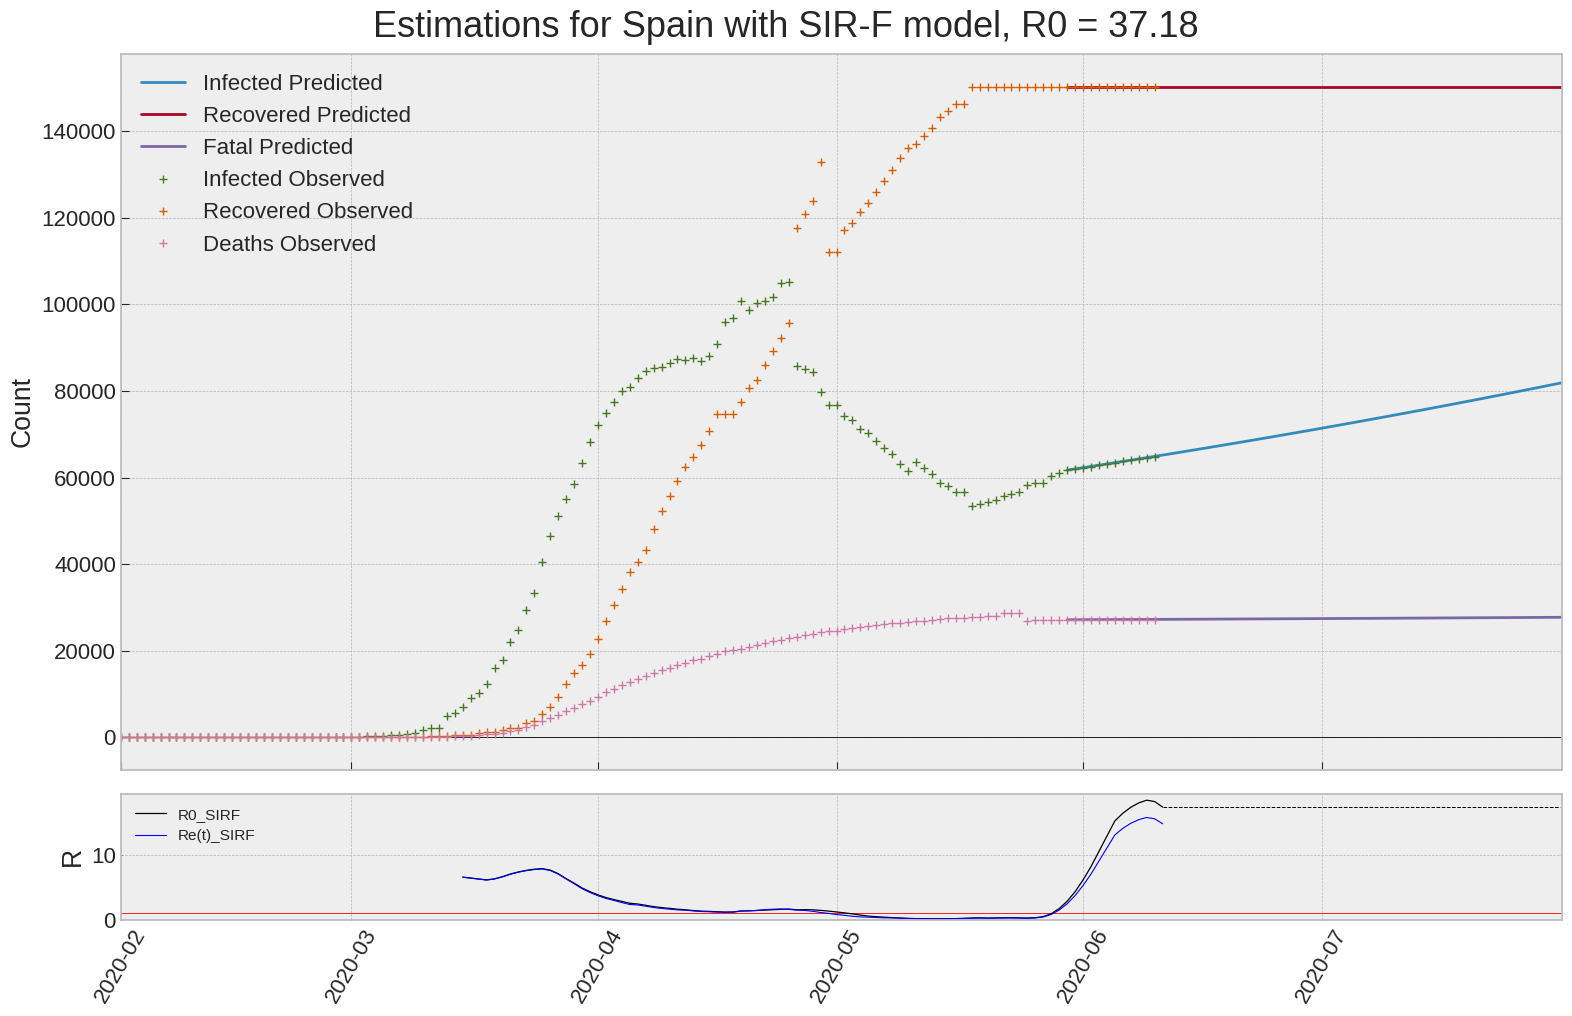 Estimations for Spain with SIR-F model, R0 = 37.18
Infected Predicted
Recovered Predicted
Fatal Predicted
Infected Observed
Recovered Observed
Deaths Observed
Count
140000
120000
100000
80000
60000
40000
20000
0
R0_SIRF
Re(t)_SIRF
R
10
0
2020-02
2020-03
2020-04
2020-05
2020-06
2020-07